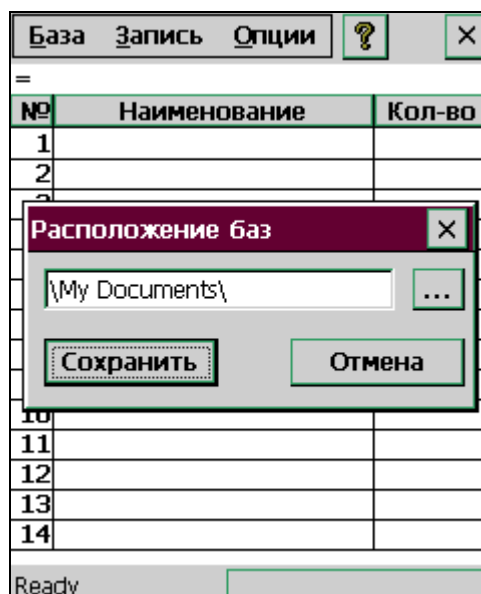 База Запись Опции ? ×
=
№ Наименование Кол-во
1
2
Расположение баз ×
\My Documents\ ...
Сохранить Отмена
10
11
12
13
14
Ready